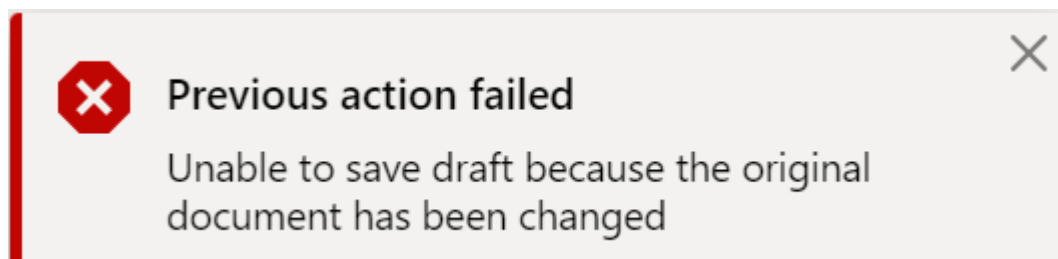 Previous action failed
Unable to save draft because the original
document has been changed